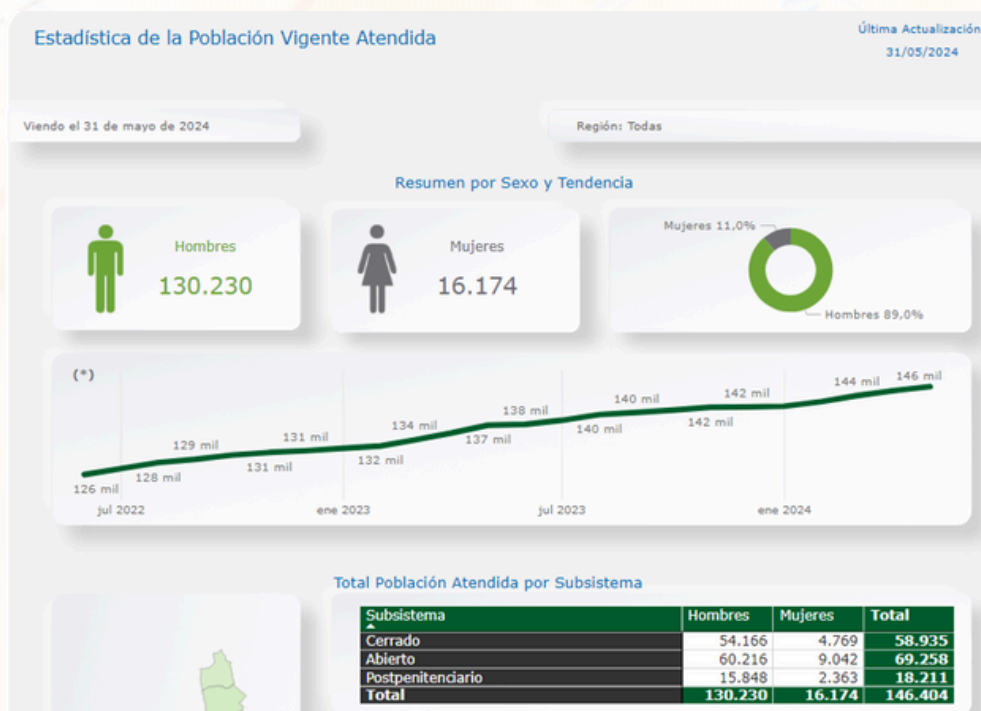 Estadística de la Población Vigente Atendida
Última Actualización
31/05/2024
Viendo el 31 de mayo de 2024
Región: Todas
Resumen por Sexo y Tendencia
Hombres
130.230
Mujeres
16.174
Mujeres 11,0%
Hombres 89,0%
(*)
126 mil
128 mil
129 mil
131 mil
131 mil
132 mil
134 mil
137 mil
138 mil
140 mil
140 mil
142 mil
142 mil
144 mil
146 mil
jul 2022
ene 2023
jul 2023
ene 2024
Total Población Atendida por Subsistema
Subsistema Hombres Mujeres Total
Cerrado 54.166 4.769 58.935
Abierto 60.216 9.042 69.258
Postpenitenciario 15.848 2.363 18.211
Total 130.230 16.174 146.404